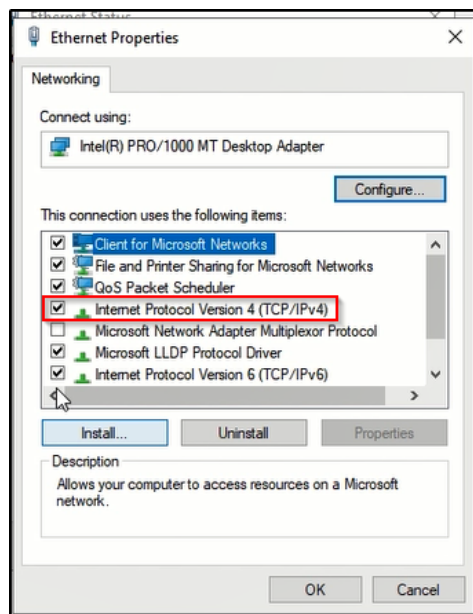 Ethernet Status
Ethernet Properties
Networking
Connect using:
Intel(R) PRO/1000 MT Desktop Adapter
Configure...
This connection uses the following items:
Client for Microsoft Networks
File and Printer Sharing for Microsoft Networks
QoS Packet Scheduler
Internet Protocol Version 4 (TCP/IPv4)
Microsoft Network Adapter Multiplexor Protocol
Microsoft LLDP Protocol Driver
Internet Protocol Version 6 (TCP/IPv6)
Install... Uninstall Properties
Description
Allows your computer to access resources on a Microsoft
network.
OK Cancel